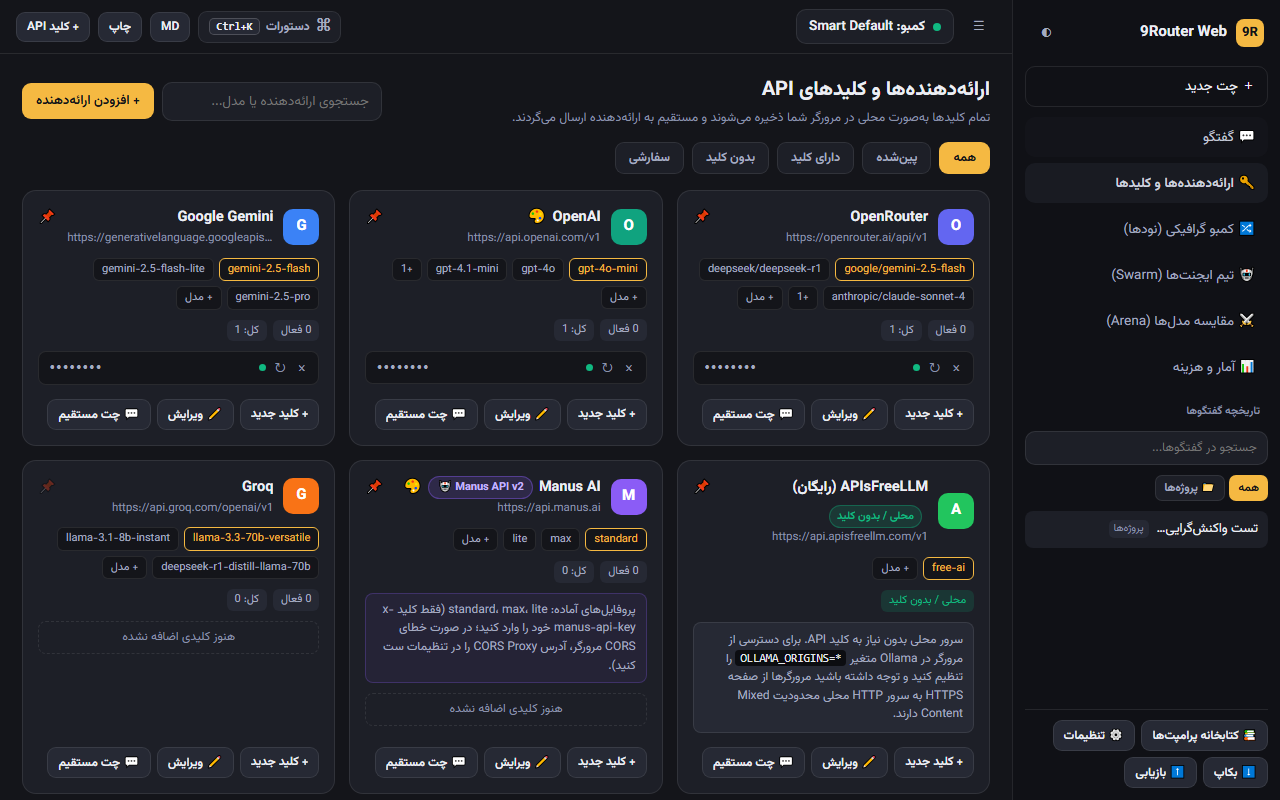 9R 9Router Web
+ چت جدید
💬 گفتگو
🔑 ارائه‌دهنده‌ها و کلیدها
🔀 کمبو گرافیکی (نودها)
تیم ایجنت‌ها (Swarm)
⚔️ مقایسه مدل‌ها (Arena)
📊 آمار و هزینه
تاریخچه گفتگوها
جستجو در گفتگوها...
همه 📁 پروژه‌ها
تست واکنش‌گرایی... پروژه‌ها
📚 کتابخانه پرامپت‌ها ⚙ تنظیمات
⬇ بکاپ ⬆ بازیابی
☰ کمبو: Smart Default
⌘ دستورات Ctrl+K
MD
چاپ
+ کلید API
ارائه‌دهنده‌ها و کلیدهای API
تمام کلیدها به‌صورت محلی در مرورگر شما ذخیره می‌شوند و مستقیم به ارائه‌دهنده ارسال می‌گردند.
جستجوی ارائه‌دهنده یا مدل...
+ افزودن ارائه‌دهنده
همه پین‌شده دارای کلید بدون کلید سفارشی
O OpenRouter 📌
https://openrouter.ai/api/v1
google/gemini-2.5-flash deepseek/deepseek-r1
anthropic/claude-sonnet-4 +1 + مدل
0 فعال کل: 1
× ↻ ••••••••
+ کلید جدید ✏️ ویرایش 💬 چت مستقیم
O OpenAI 🎨 📌
https://api.openai.com/v1
gpt-4o-mini gpt-4o gpt-4.1-mini +1
+ مدل
0 فعال کل: 1
× ↻ ••••••••
+ کلید جدید ✏️ ویرایش 💬 چت مستقیم
G Google Gemini 📌
https://generativelanguage.googleapis...
gemini-2.5-flash gemini-2.5-flash-lite
gemini-2.5-pro + مدل
0 فعال کل: 1
× ↻ ••••••••
+ کلید جدید ✏️ ویرایش 💬 چت مستقیم
A APIsFreeLLM (رایگان) 📌
محلی / بدون کلید
https://api.apisfreellm.com/v1
free-ai + مدل
محلی / بدون کلید
سرور محلی بدون نیاز به کلید API. برای دسترسی از
مرورگر در Ollama متغیر OLLAMA_ORIGINS=* را
تنظیم کنید و توجه داشته باشید مرورگرها از صفحه
HTTPS به سرور HTTP محلی محدودیت Mixed
Content دارند.
+ کلید جدید ✏️ ویرایش 💬 چت مستقیم
M Manus AI Manus API v2 🎨 📌
https://api.manus.ai
standard max lite + مدل
0 فعال کل: 0
پروفایل‌های آماده: standard، max، lite (فقط کلید x-
manus-api-key خود را وارد کنید؛ در صورت خطای
CORS مرورگر، آدرس CORS Proxy را در تنظیمات ست
کنید).
هنوز کلیدی اضافه نشده
+ کلید جدید ✏️ ویرایش 💬 چت مستقیم
G Groq 📌
https://api.groq.com/openai/v1
llama-3.3-70b-versatile llama-3.1-8b-instant
deepseek-r1-distill-llama-70b + مدل
0 فعال کل: 0
هنوز کلیدی اضافه نشده
+ کلید جدید ✏️ ویرایش 💬 چت مستقیم